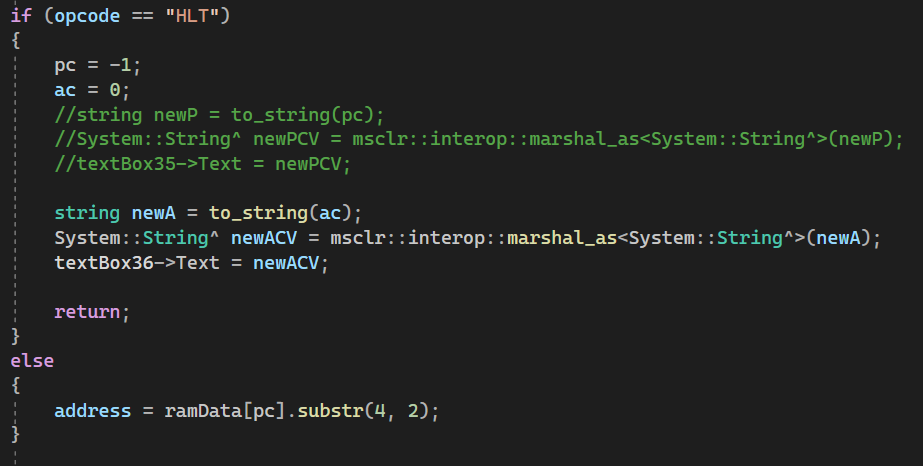 if (opcode == "HLT")
{
    pc = -1;
    ac = 0;
    //string newP = to_string(pc);
    //System::String^ newPCV = msclr::interop::marshal_as<System::String^>(newP);
    //textBox35->Text = newPCV;

    string newA = to_string(ac);
    System::String^ newACV = msclr::interop::marshal_as<System::String^>(newA);
    textBox36->Text = newACV;

    return;
}
else
{
    address = ramData[pc].substr(4, 2);
}